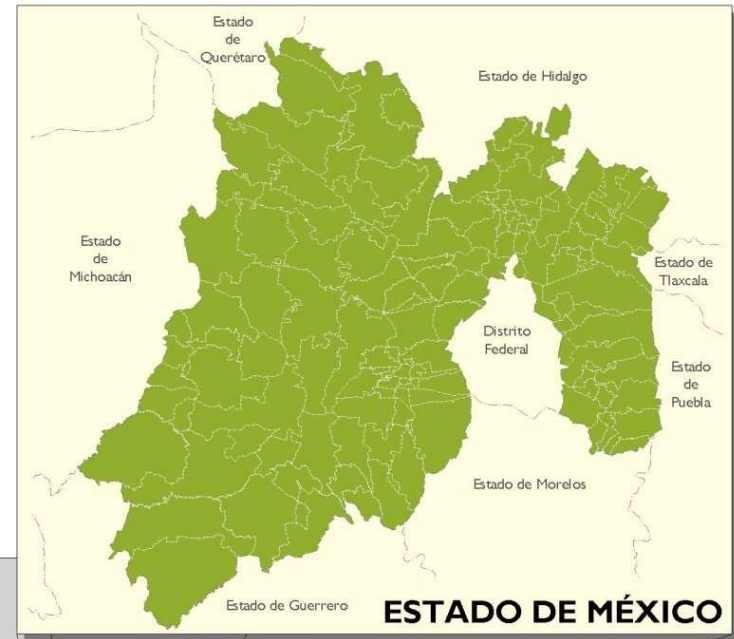 Estado
de
Querétaro
Estado de Hidalgo
Estado
de
Michoacán
Estado de
Tlaxcala
Distrito
Federal
Estado
de
Puebla
Estado de Morelos
Estado de Guerrero
ESTADO DE MÉXICO